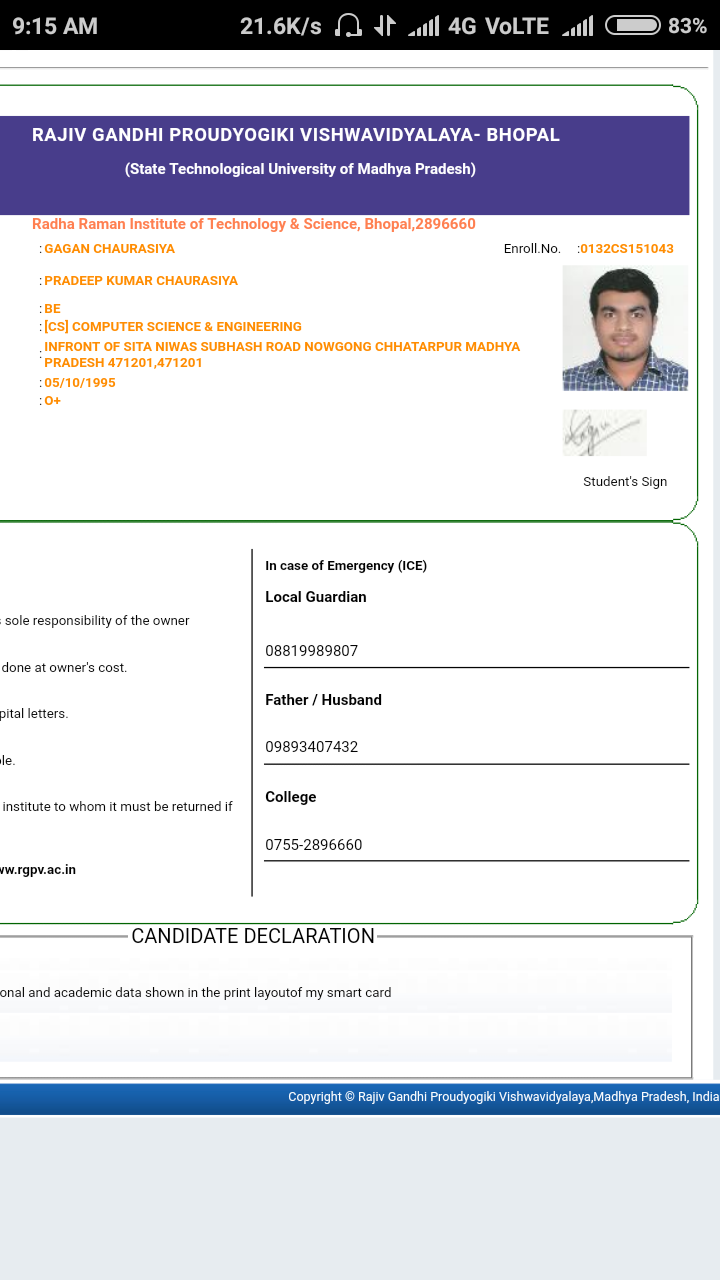 9:15 AM 21.6K/s 4G VoLTE 83%
RAJIV GANDHI PROUDYOGIKI VISHWAVIDYALAYA- BHOPAL
(State Technological University of Madhya Pradesh)
Radha Raman Institute of Technology & Science, Bhopal,2896660
: GAGAN CHAURASIYA Enroll.No. :0132CS151043
: PRADEEP KUMAR CHAURASIYA
: BE
: [CS] COMPUTER SCIENCE & ENGINEERING
: INFRONT OF SITA NIWAS SUBHASH ROAD NOWGONG CHHATARPUR MADHYA
PRADESH 471201,471201
: 05/10/1995
: O+
Student's Sign
sole responsibility of the owner
done at owner's cost.
pital letters.
le.
institute to whom it must be returned if
ww.rgpv.ac.in
In case of Emergency (ICE)
Local Guardian
08819989807
Father / Husband
09893407432
College
0755-2896660
CANDIDATE DECLARATION
onal and academic data shown in the print layoutof my smart card
Copyright © Rajiv Gandhi Proudyogiki Vishwavidyalaya,Madhya Pradesh, India